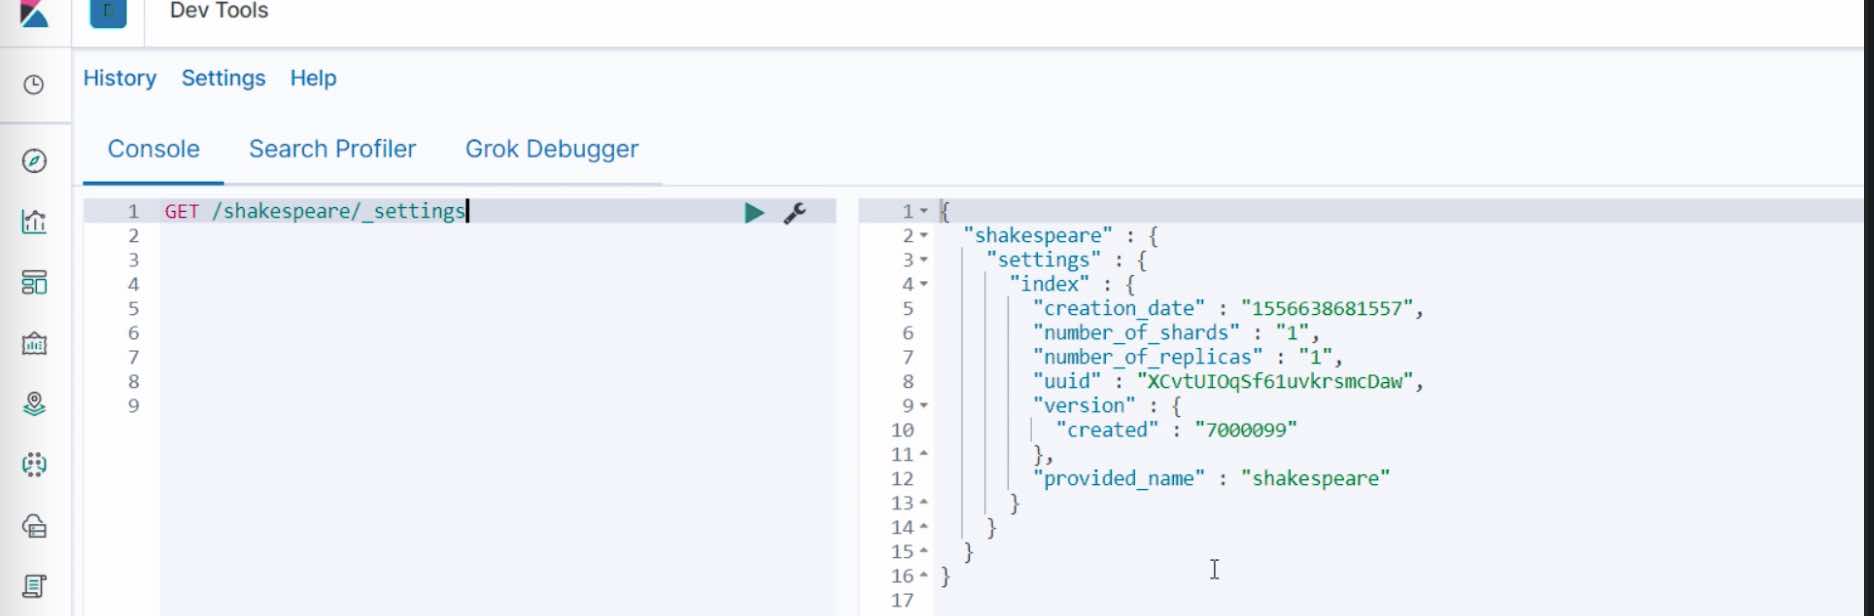 D Dev Tools
History Settings Help
Console Search Profiler Grok Debugger
1 GET /shakespeare/_settings
2
3
4
5
6
7
8
9
1 {
2 "shakespeare" : {
3 "settings" : {
4 "index" : {
5 "creation_date" : "1556638681557",
6 "number_of_shards" : "1",
7 "number_of_replicas" : "1",
8 "uuid" : "XCvtUIOqSf61uvkrsmcDaw",
9 "version" : {
10 "created" : "7000099"
11 },
12 "provided_name" : "shakespeare"
13 }
14 }
15 }
16 }
17